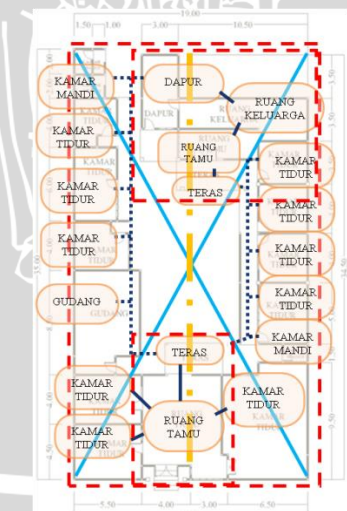 19.00
1.50
1.00
3.00
10.50
KAMAR
MANDI
DAPUR
RUANG
KELUARGA
DAPUR
KAMAR
TIDUR
RUANG
TAMU
KAMAR
TIDUR
TERAS
KAMAR
TIDUR
KAMAR
TIDUR
KAMAR
TIDUR
KAMAR
TIDUR
GUDANG
GUDANG
KAMAR
TIDUR
KAMAR
MANDI
TERAS
KAMAR
TIDUR
KAMAR
TIDUR
RUANG
TAMU
KAMAR
TIDUR
5.50
4.00
3.00
6.50